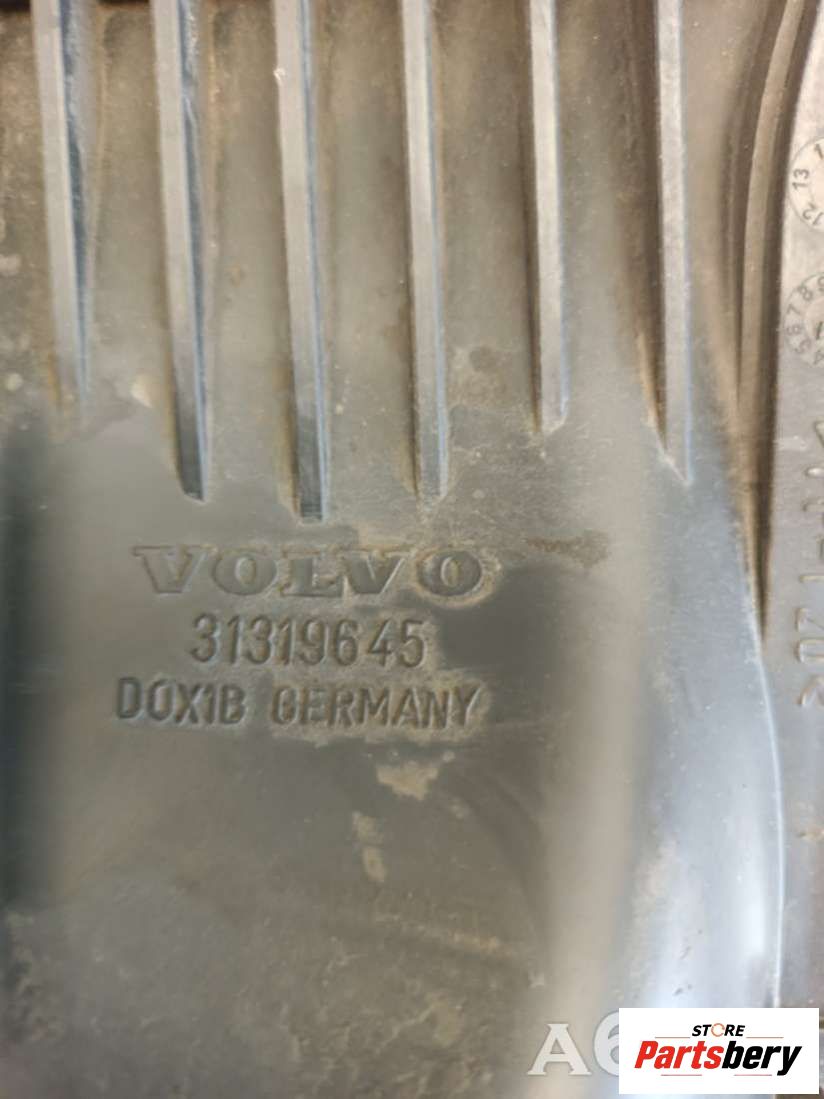 VOLVO
31319645
DOX1B GERMANY
STORE
Partsbery